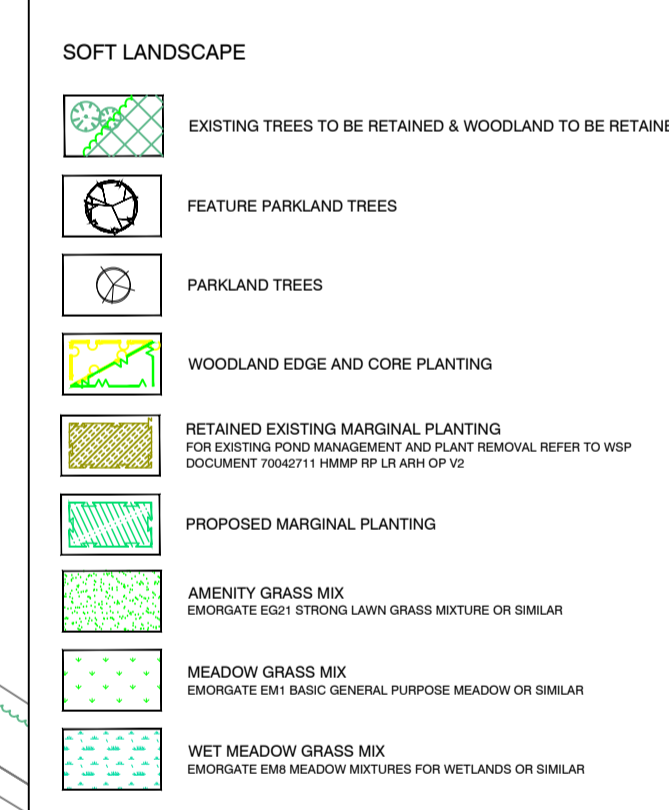 SOFT LANDSCAPE
EXISTING TREES TO BE RETAINED & WOODLAND TO BE RETAINE
FEATURE PARKLAND TREES
PARKLAND TREES
WOODLAND EDGE AND CORE PLANTING
RETAINED EXISTING MARGINAL PLANTING
FOR EXISTING POND MANAGEMENT AND PLANT REMOVAL REFER TO WSP
DOCUMENT 70042711 HMMP RP LR ARH OP V2
PROPOSED MARGINAL PLANTING
AMENITY GRASS MIX
EMORGATE EG21 STRONG LAWN GRASS MIXTURE OR SIMILAR
MEADOW GRASS MIX
EMORGATE EM1 BASIC GENERAL PURPOSE MEADOW OR SIMILAR
WET MEADOW GRASS MIX
EMORGATE EM8 MEADOW MIXTURES FOR WETLANDS OR SIMILAR